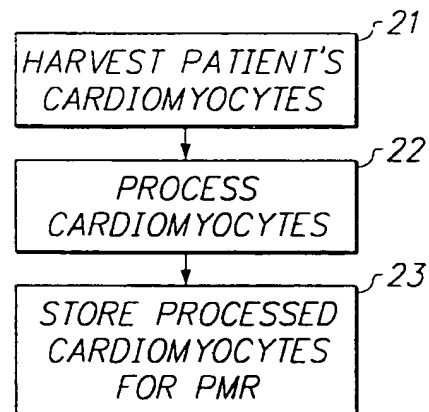 21
HARVEST PATIENT'S
CARDIOMYOCYTES
22
PROCESS
CARDIOMYOCYTES
23
STORE PROCESSED
CARDIOMYOCYTES
FOR PMR